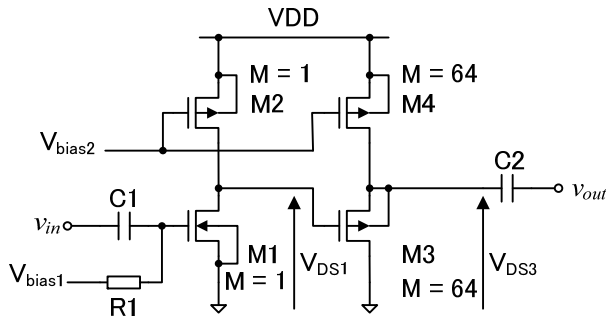 VDD
M = 1
M2
M = 64
M4
Vbias2
C1
vin
Vbias1
R1
M1
M = 1
VDS1
M3
M = 64
VDS3
C2
vout